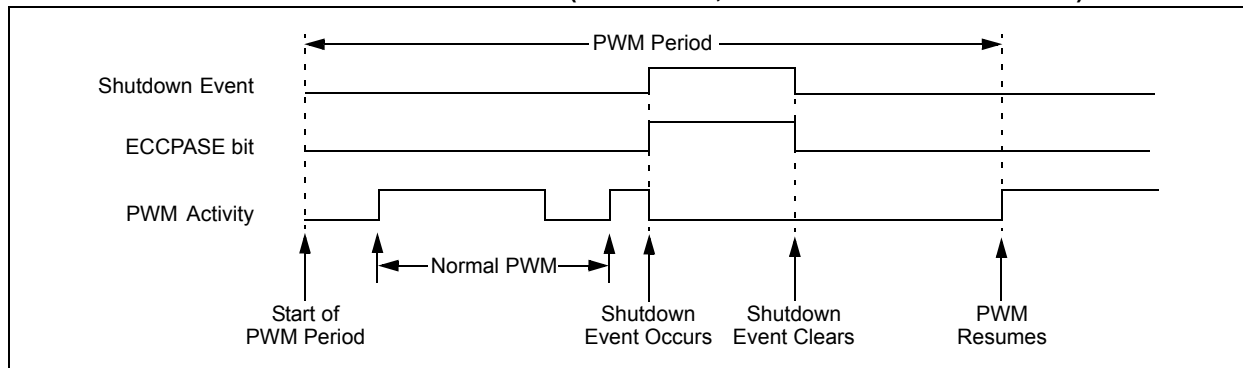 PWM Period
Shutdown Event
ECCPASE bit
PWM Activity
Normal PWM
Start of
PWM Period
Shutdown
Event Occurs
Shutdown
Event Clears
PWM
Resumes